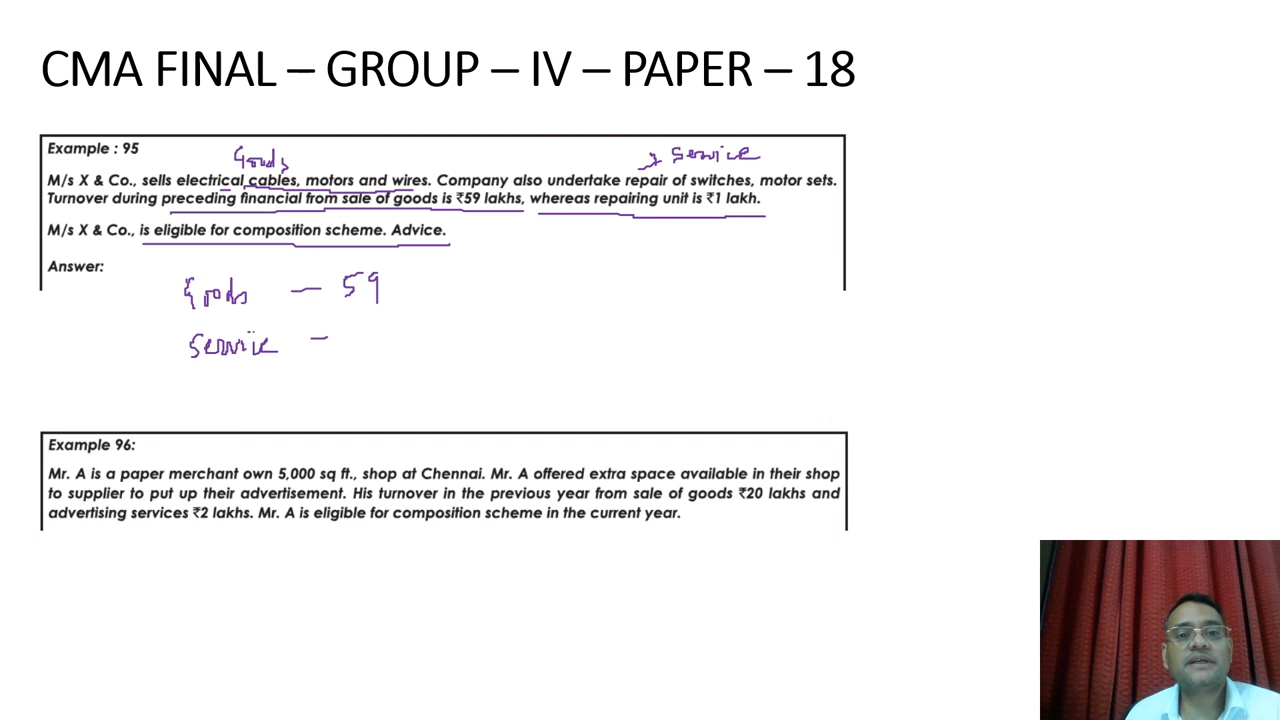 CMA FINAL – GROUP – IV – PAPER – 18
Example : 95
Goods
Service
M/s X & Co., sells electrical cables, motors and wires. Company also undertake repair of switches, motor sets.
Turnover during preceding financial from sale of goods is ₹59 lakhs, whereas repairing unit is ₹1 lakh.
M/s X & Co., is eligible for composition scheme. Advice.
Answer:
Goods — 59
Service –
Example 96:
Mr. A is a paper merchant own 5,000 sq ft., shop at Chennai. Mr. A offered extra space available in their shop
to supplier to put up their advertisement. His turnover in the previous year from sale of goods ₹20 lakhs and
advertising services ₹2 lakhs. Mr. A is eligible for composition scheme in the current year.